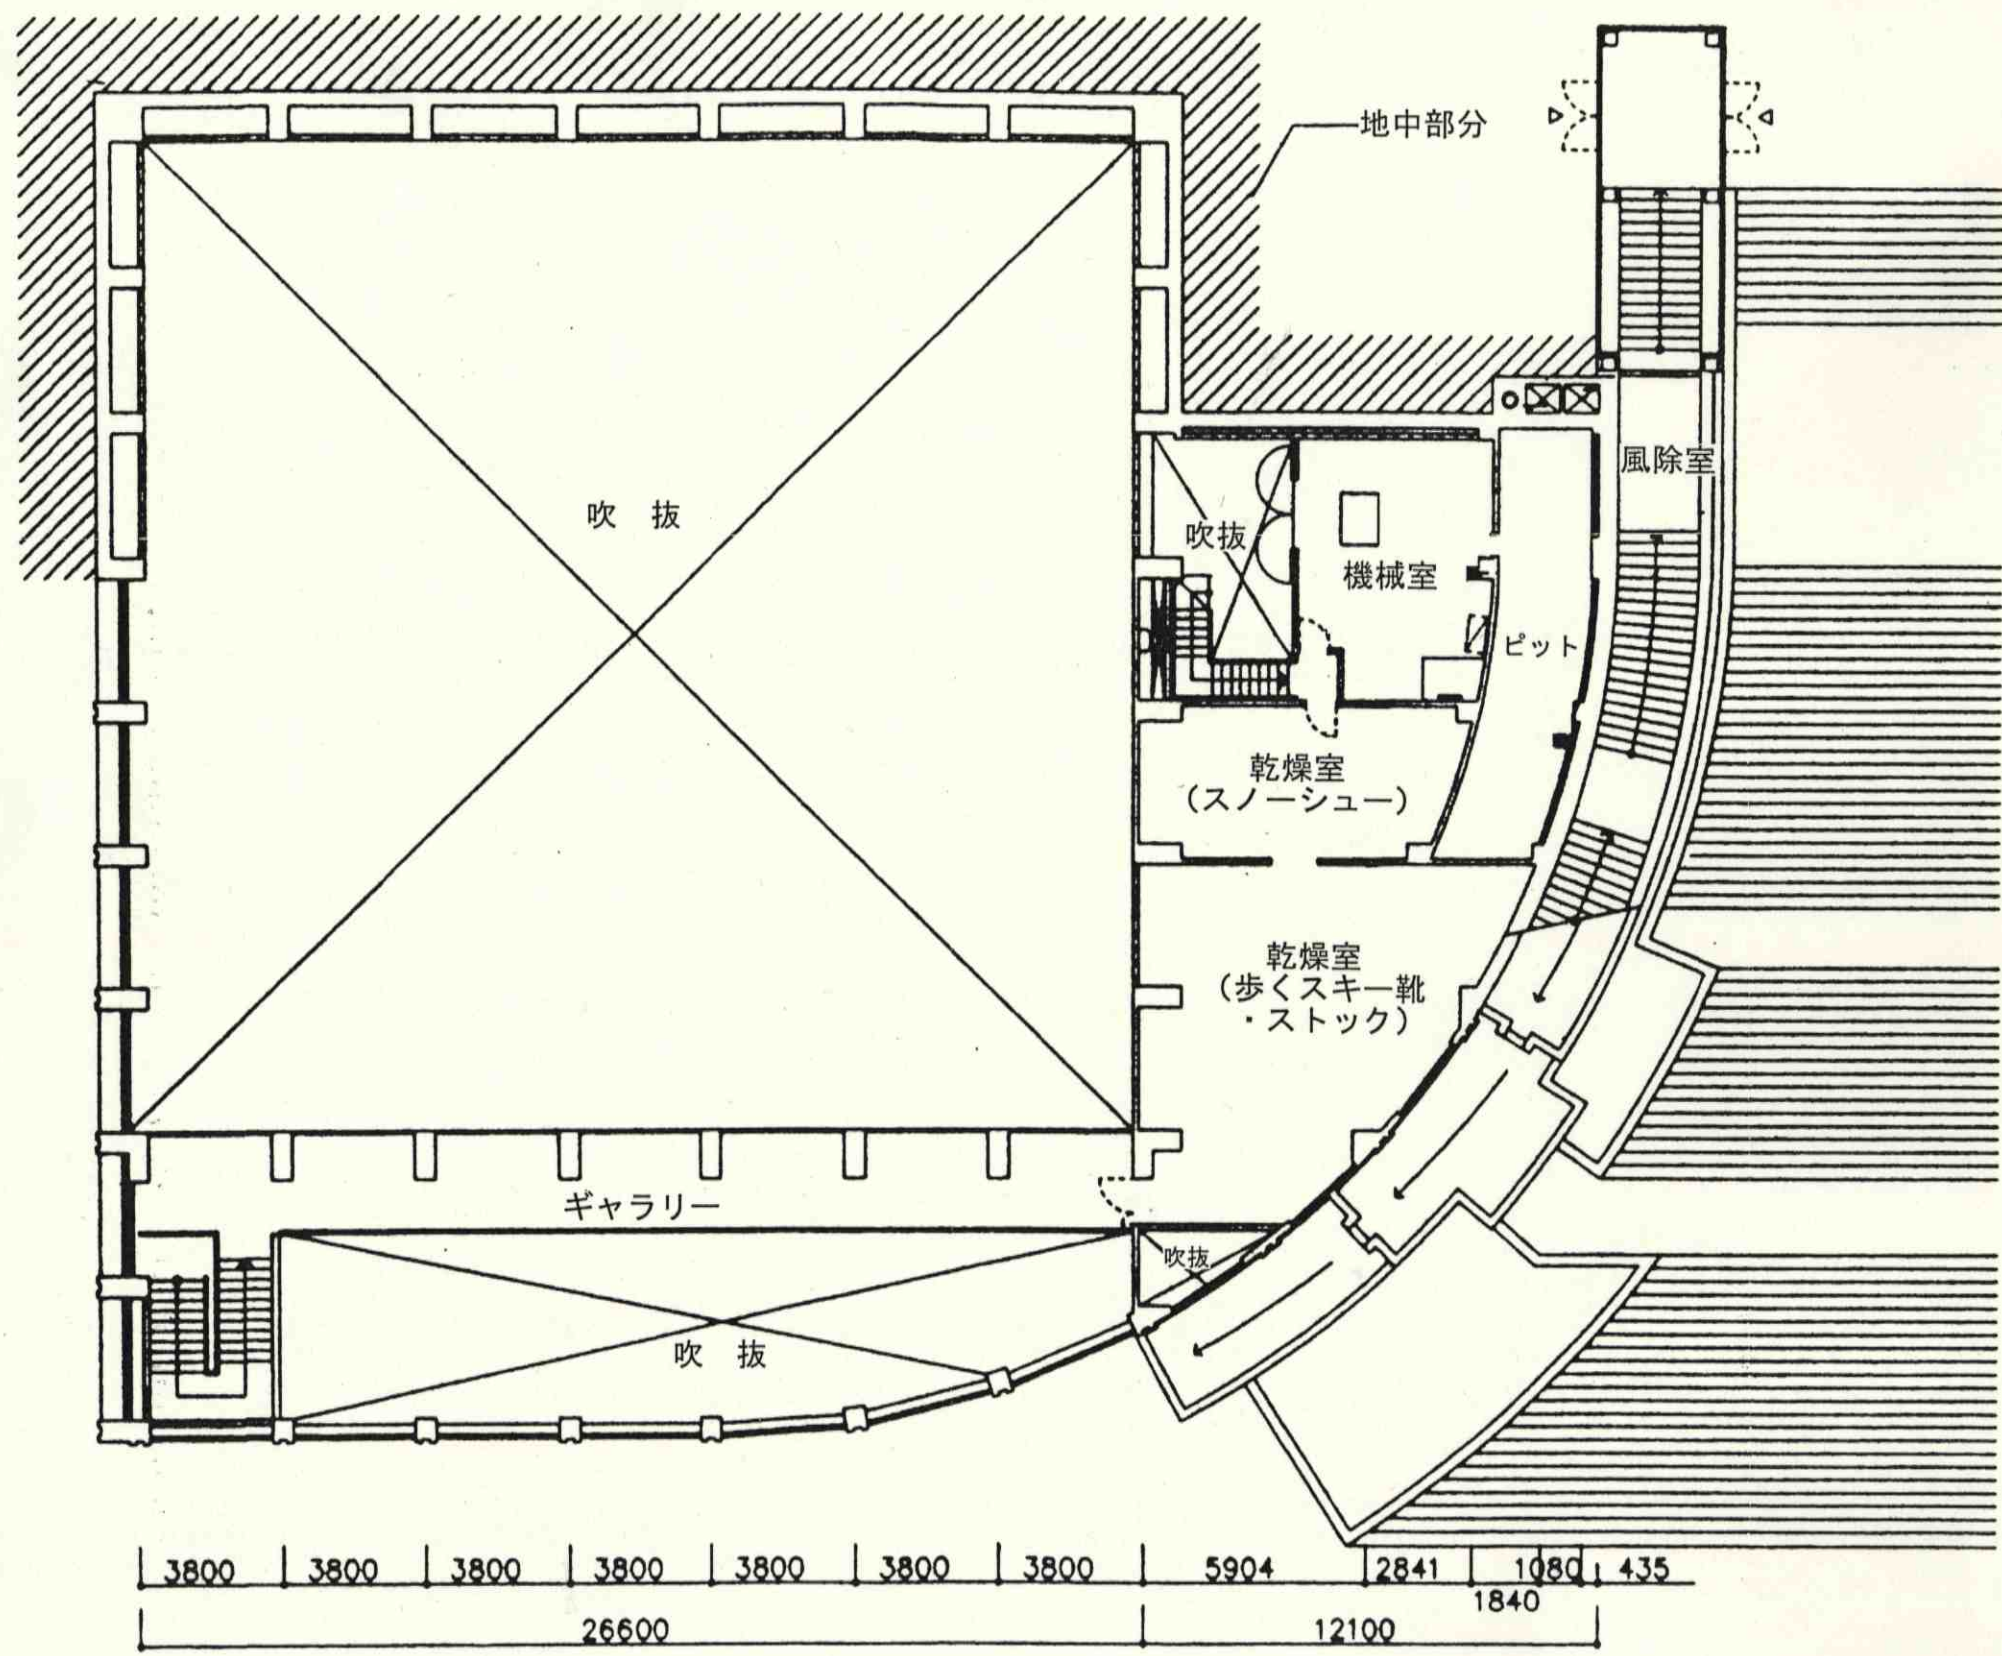 地中部分
風除室
吹 抜
吹抜
機械室
ピット
乾燥室
(スノーシュー)
乾燥室
(歩くスキー靴
・ストック)
ギャラリー
吹抜
吹 抜
3800 3800 3800 3800 3800 3800 3800 5904 2841 1080 435
1840
26600 12100